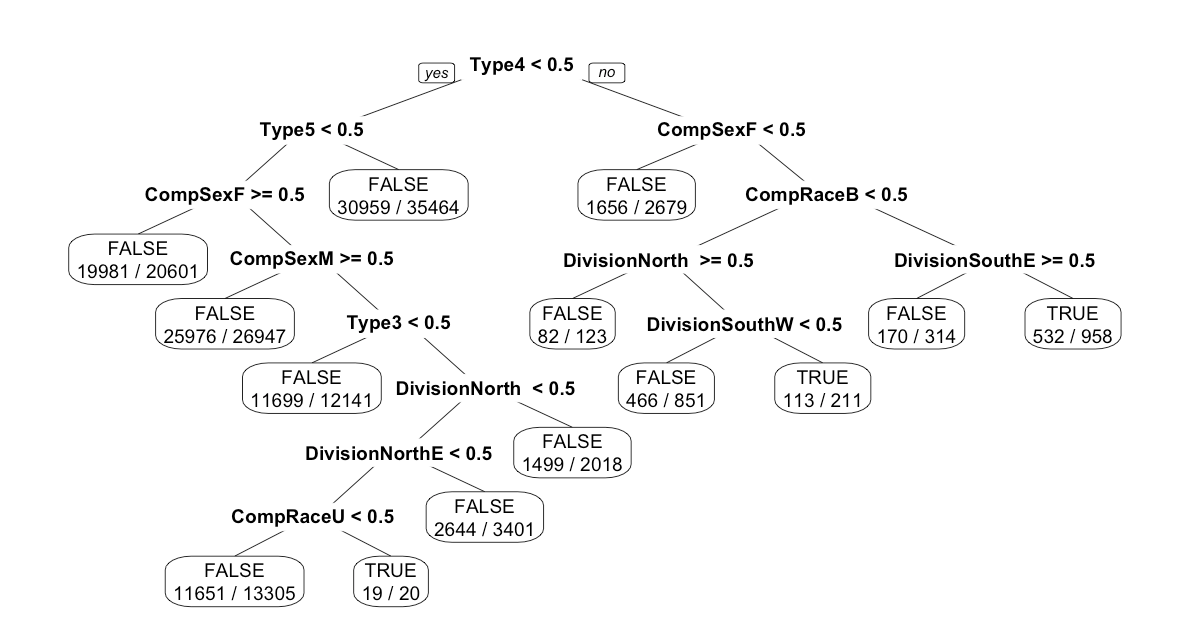 Type4 < 0.5
yes
no
Type5 < 0.5
CompSexF < 0.5
FALSE
30959 / 35464
FALSE
1656 / 2679
CompSexF >= 0.5
CompRaceB < 0.5
FALSE
19981 / 20601
CompSexM >= 0.5
DivisionNorth >= 0.5
DivisionSouthE >= 0.5
FALSE
25976 / 26947
FALSE
82 / 123
FALSE
170 / 314
TRUE
532 / 958
Type3 < 0.5
DivisionSouthW < 0.5
FALSE
11699 / 12141
DivisionNorth < 0.5
FALSE
466 / 851
TRUE
113 / 211
FALSE
1499 / 2018
DivisionNorthE < 0.5
FALSE
2644 / 3401
CompRaceU < 0.5
FALSE
11651 / 13305
TRUE
19 / 20